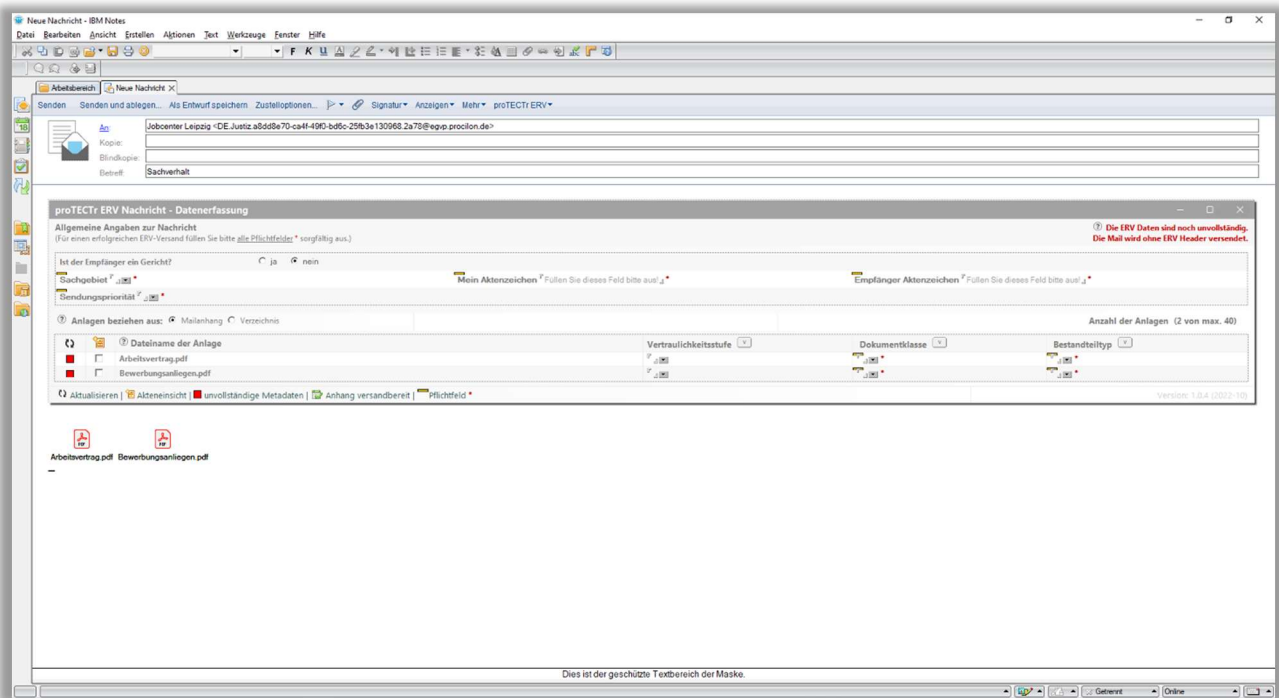 Neue Nachricht - IBM Notes
Datei Bearbeiten Ansicht Erstellen Aktionen Text Werkzeuge Fenster Hilfe
F K U
Arbeitsbereich Neue Nachricht
Senden Senden und ablegen... Als Entwurf speichern Zustelloptionen... Signatur Anzeigen Mehr proTECTr ERV
18
An: Jobcenter Leipzig <DE.Justiz.a8dd8e70-ca4f-49f0-bd6c-25fb3e130968.2a78@egvp.procilon.de>
Kopie:
Blindkopie:
Betreff: Sachverhalt
proTECTr ERV Nachricht - Datenerfassung
Allgemeine Angaben zur Nachricht ? Die ERV Daten sind noch unvollständig.
(Für einen erfolgreichen ERV-Versand füllen Sie bitte alle Pflichtfelder * sorgfältig aus.) Die Mail wird ohne ERV Header versendet.
Ist der Empfänger ein Gericht? ja nein
Sachgebiet * Mein Aktenzeichen Füllen Sie dieses Feld bitte aus! * Empfänger Aktenzeichen Füllen Sie dieses Feld bitte aus! *
Sendungspriorität *
? Anlagen beziehen aus: Mailanhang Verzeichnis Anzahl der Anlagen (2 von max. 40)
? Dateiname der Anlage Vertraulichkeitsstufe Dokumentklasse Bestandteiltyp
Arbeitsvertrag.pdf * *
Bewerbungsanliegen.pdf * *
Aktualisieren | Akteneinsicht | unvollständige Metadaten | Anhang versandbereit | Pflichtfeld * Version: 1.0.4 (2022-10)
Arbeitsvertrag.pdf Bewerbungsanliegen.pdf
Dies ist der geschützte Textbereich der Maske.
Getrennt Online